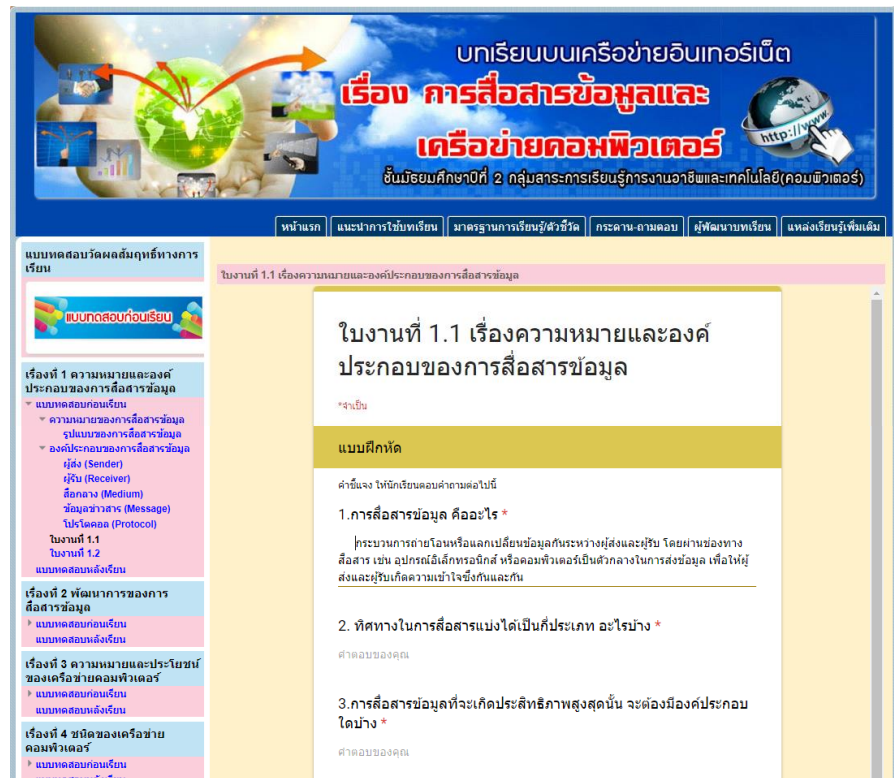 บทเรียนบนเครือข่ายอินเทอร์เน็ต
เรื่อง การสื่อสารข้อมูลและ
เครือข่ายคอมพิวเตอร์
http://www.
ชั้นมัธยมศึกษาปีที่ 2 กลุ่มสาระการเรียนรู้การงานอาชีพและเทคโนโลยี(คอมพิวเตอร์)
หน้าแรก
แนะนำการใช้บทเรียน
มาตรฐานการเรียนรู้/ตัวชี้วัด
กระดาน-ถามตอบ
ผู้พัฒนาบทเรียน
แหล่งเรียนรู้เพิ่มเติม
แบบทดสอบวัดผลสัมฤทธิ์ทางการ
เรียน
แบบทดสอบก่อนเรียน
เรื่องที่ 1 ความหมายและองค์
ประกอบของการสื่อสารข้อมูล
แบบทดสอบก่อนเรียน
ความหมายของการสื่อสารข้อมูล
รูปแบบของการสื่อสารข้อมูล
องค์ประกอบของการสื่อสารข้อมูล
ผู้ส่ง (Sender)
ผู้รับ (Receiver)
สื่อกลาง (Medium)
ข้อมูลข่าวสาร (Message)
โปรโตคอล (Protocol)
ใบงานที่ 1.1
ใบงานที่ 1.2
แบบทดสอบหลังเรียน
เรื่องที่ 2 พัฒนาการของการ
สื่อสารข้อมูล
แบบทดสอบก่อนเรียน
แบบทดสอบหลังเรียน
เรื่องที่ 3 ความหมายและประโยชน์
ของเครือข่ายคอมพิวเตอร์
แบบทดสอบก่อนเรียน
แบบทดสอบหลังเรียน
เรื่องที่ 4 ชนิดของเครือข่าย
คอมพิวเตอร์
แบบทดสอบก่อนเรียน
ใบงานที่ 1.1 เรื่องความหมายและองค์ประกอบของการสื่อสารข้อมูล
ใบงานที่ 1.1 เรื่องความหมายและองค์
ประกอบของการสื่อสารข้อมูล
*จำเป็น
แบบฝึกหัด
คำชี้แจง ให้นักเรียนตอบคำถามต่อไปนี้
1.การสื่อสารข้อมูล คืออะไร *
กระบวนการถ่ายโอนหรือแลกเปลี่ยนข้อมูลกันระหว่างผู้ส่งและผู้รับ โดยผ่านช่องทาง
สื่อสาร เช่น อุปกรณ์อิเล็กทรอนิกส์ หรือคอมพิวเตอร์เป็นตัวกลางในการส่งข้อมูล เพื่อให้ผู้
ส่งและผู้รับเกิดความเข้าใจซึ่งกันและกัน
2. ทิศทางในการสื่อสารแบ่งได้เป็นกี่ประเภท อะไรบ้าง *
คำตอบของคุณ
3.การสื่อสารข้อมูลที่จะเกิดประสิทธิภาพสูงสุดนั้น จะต้องมีองค์ประกอบ
ใดบ้าง *
คำตอบของคุณ